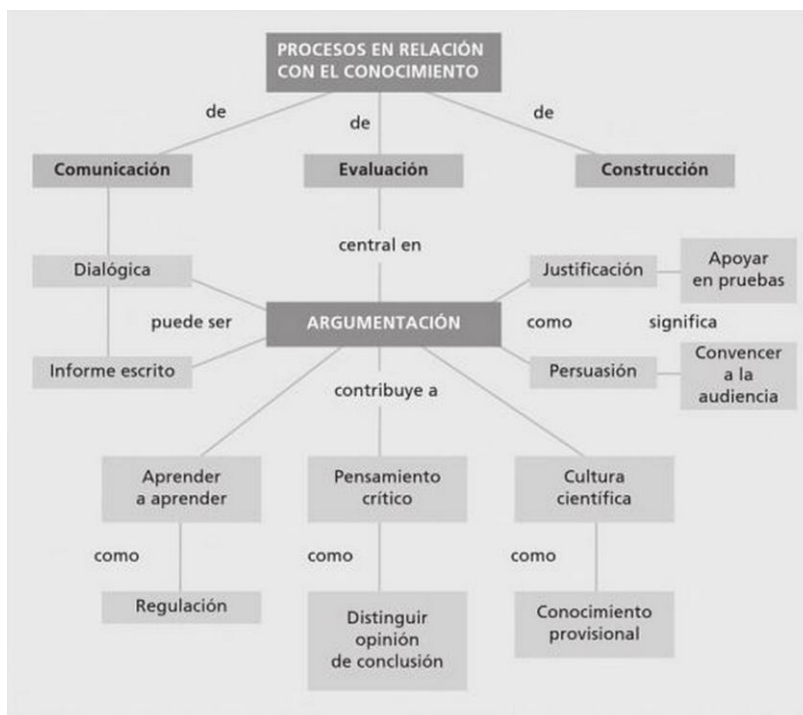 PROCESOS EN RELACIÓN
CON EL CONOCIMIENTO
de
de
de
Comunicación
Evaluación
Construcción
central en
Dialógica
Justificación
Apoyar
en pruebas
puede ser
ARGUMENTACIÓN
como
significa
Informe escrito
Persuasión
Convencer
a la
audiencia
contribuye a
Aprender
a aprender
Pensamiento
crítico
Cultura
científica
como
como
como
Regulación
Distinguir
opinión
de conclusión
Conocimiento
provisional